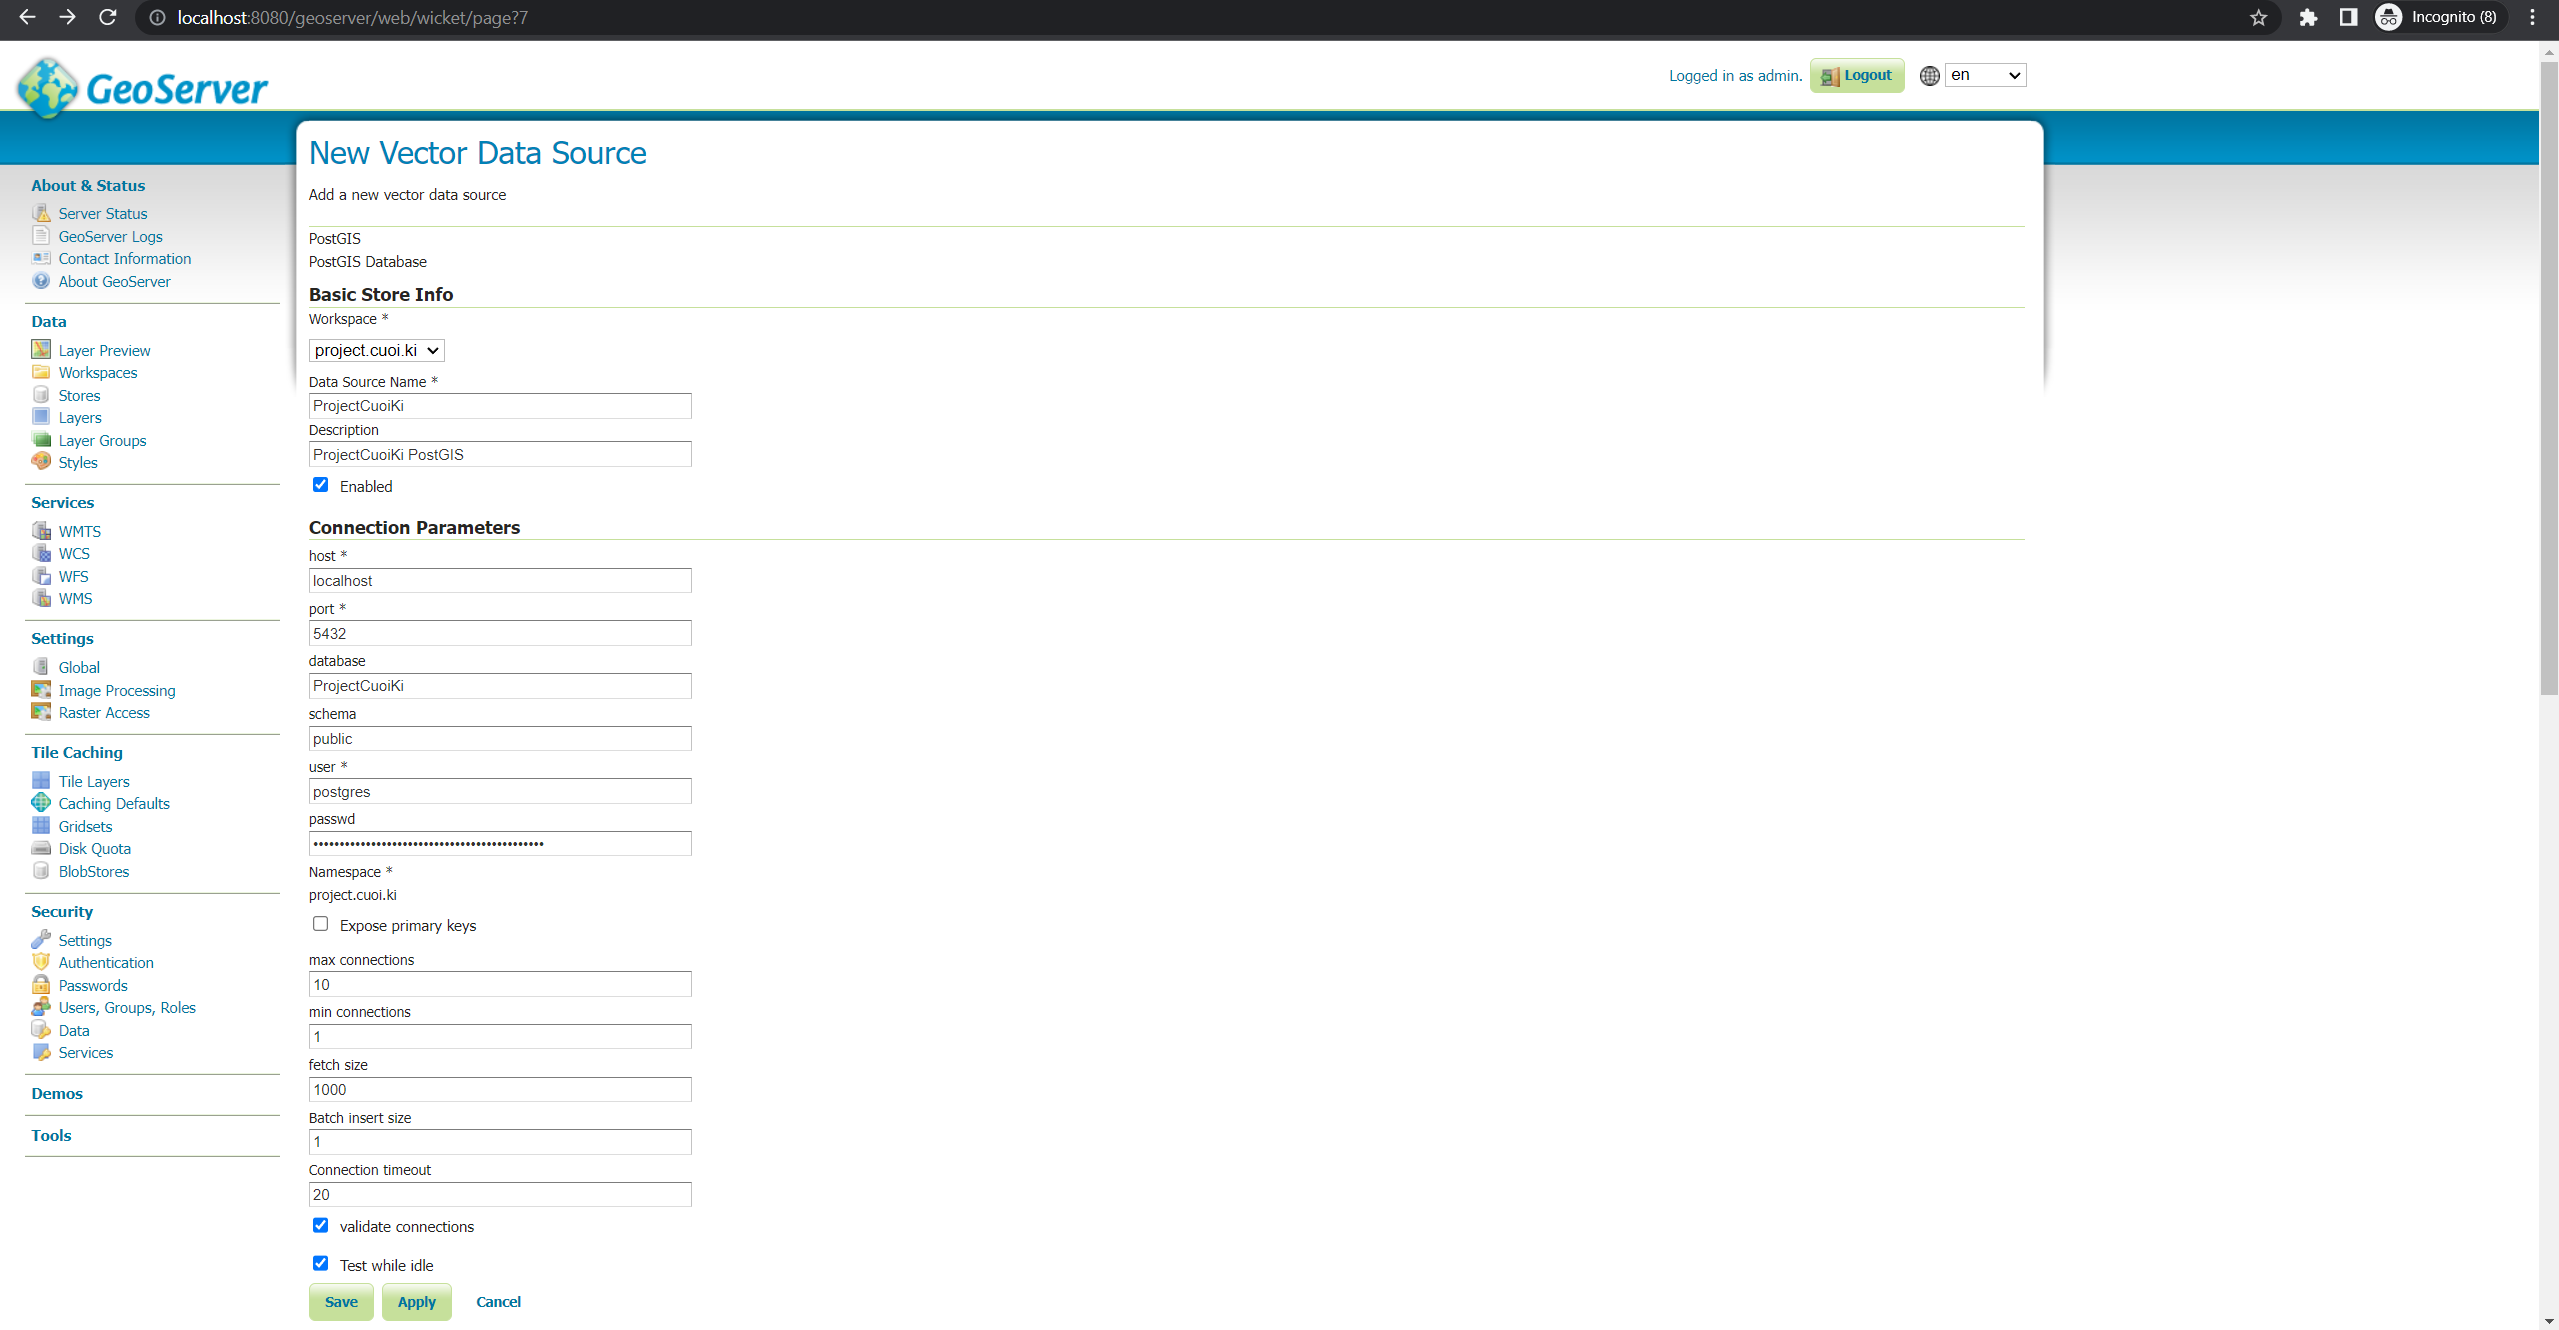 localhost:8080/geoserver/web/wicket/page?7
Incognito (8)
GeoServer
Logged in as admin.
Logout
en
New Vector Data Source
Add a new vector data source
PostGIS
PostGIS Database
Basic Store Info
Workspace *
project.cuoi.ki
Data Source Name *
ProjectCuoiKi
Description
ProjectCuoiKi PostGIS
Enabled
Connection Parameters
host *
localhost
port *
5432
database
ProjectCuoiKi
schema
public
user *
postgres
passwd
Namespace *
project.cuoi.ki
Expose primary keys
max connections
10
min connections
1
fetch size
1000
Batch insert size
1
Connection timeout
20
validate connections
Test while idle
Save
Apply
Cancel
About & Status
Server Status
GeoServer Logs
Contact Information
About GeoServer
Data
Layer Preview
Workspaces
Stores
Layers
Layer Groups
Styles
Services
WMTS
WCS
WFS
WMS
Settings
Global
Image Processing
Raster Access
Tile Caching
Tile Layers
Caching Defaults
Gridsets
Disk Quota
BlobStores
Security
Settings
Authentication
Passwords
Users, Groups, Roles
Data
Services
Demos
Tools